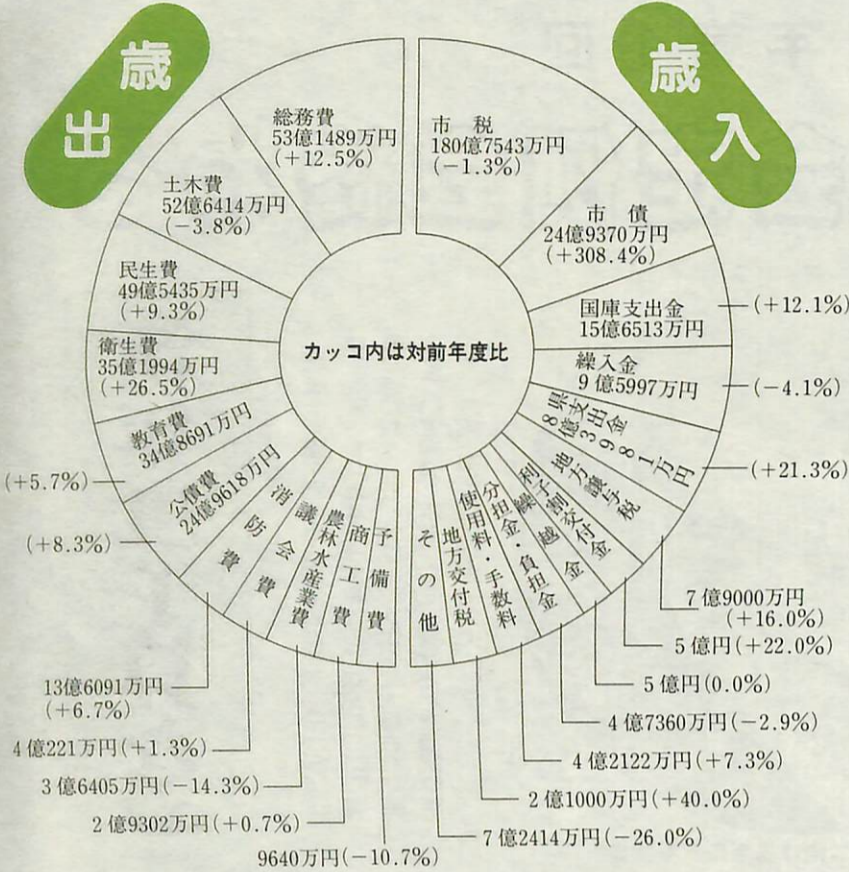 歳出
歳入
総務費
53億1489万円
(+12.5%)
土木費
52億6414万円
(−3.8%)
民生費
49億5435万円
(+9.3%)
衛生費
35億1994万円
(+26.5%)
教育費
34億8691万円
(+5.7%)
公債費
24億9618万円
(+8.3%)
消防費
13億6091万円
(+6.7%)
議会費
4億221万円(+1.3%)
農林水産業費
3億6405万円(−14.3%)
商工費
2億9302万円(+0.7%)
予備費
9640万円(−10.7%)
カッコ内は対前年度比
市税
180億7543万円
(−1.3%)
市債
24億9370万円
(+308.4%)
国庫支出金
15億6513万円
(+12.1%)
繰入金
9億5997万円
(−4.1%)
県支出金
8億3981万円
(+21.3%)
地方譲与税
7億9000万円
(+16.0%)
利子割交付金
5億円(+22.0%)
繰越金
5億円(0.0%)
分担金・負担金
4億7360万円(−2.9%)
使用料・手数料
4億2122万円(+7.3%)
地方交付税
2億1000万円(+40.0%)
その他
7億2414万円(−26.0%)